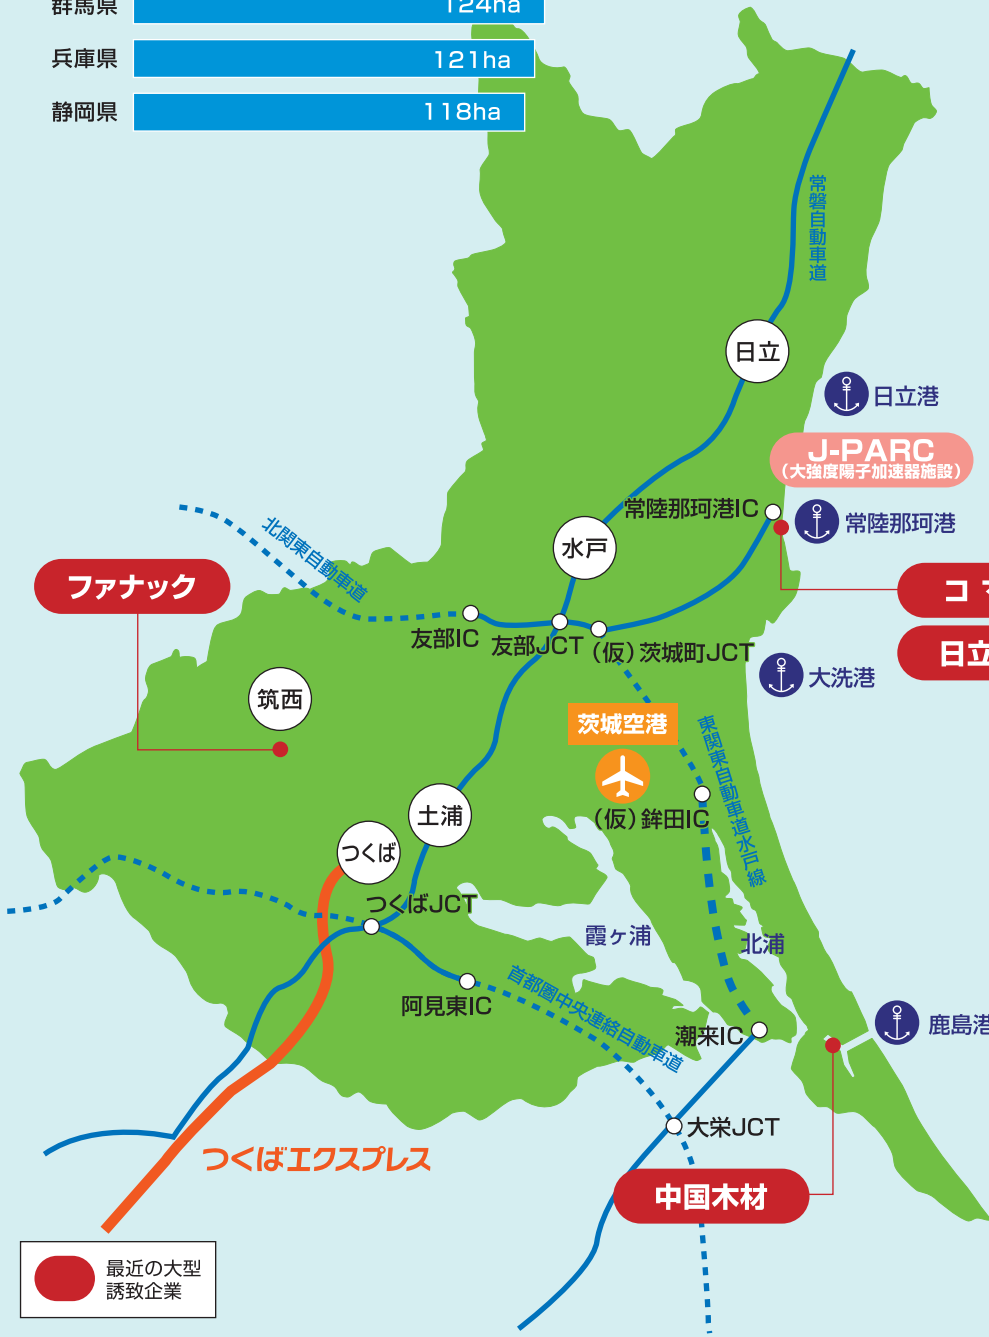 群馬県
124ha
兵庫県
121ha
静岡県
118ha
常磐自動車道
日立
日立港
J-PARC
（大強度陽子加速器施設）
常陸那珂港IC
常陸那珂港
北関東自動車道
水戸
ファナック
コマ
友部IC
友部JCT
（仮）茨城町JCT
日立
大洗港
筑西
茨城空港
東関東自動車道水戸線
（仮）鉾田IC
土浦
つくば
つくばJCT
霞ヶ浦
北浦
阿見東IC
首都圏中央連絡自動車道
潮来IC
鹿島港
大栄JCT
つくばエクスプレス
中国木材
最近の大型
誘致企業